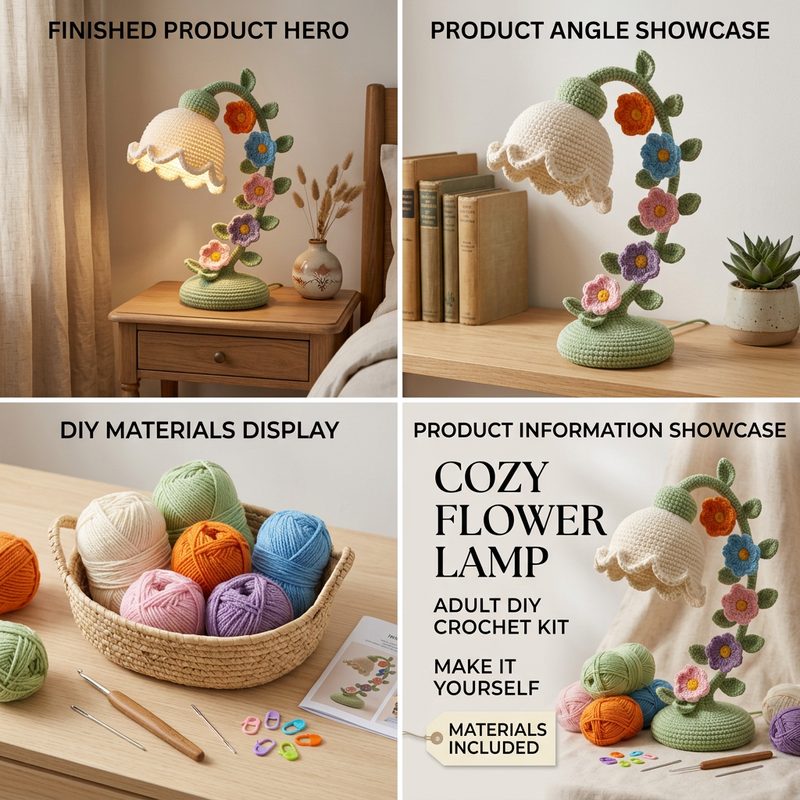 FINISHED PRODUCT HERO
PRODUCT ANGLE SHOWCASE
DIY MATERIALS DISPLAY
PRODUCT INFORMATION SHOWCASE
COZY
FLOWER
LAMP
ADULT DIY
CROCHET KIT
MAKE IT
YOURSELF
MATERIALS
INCLUDED